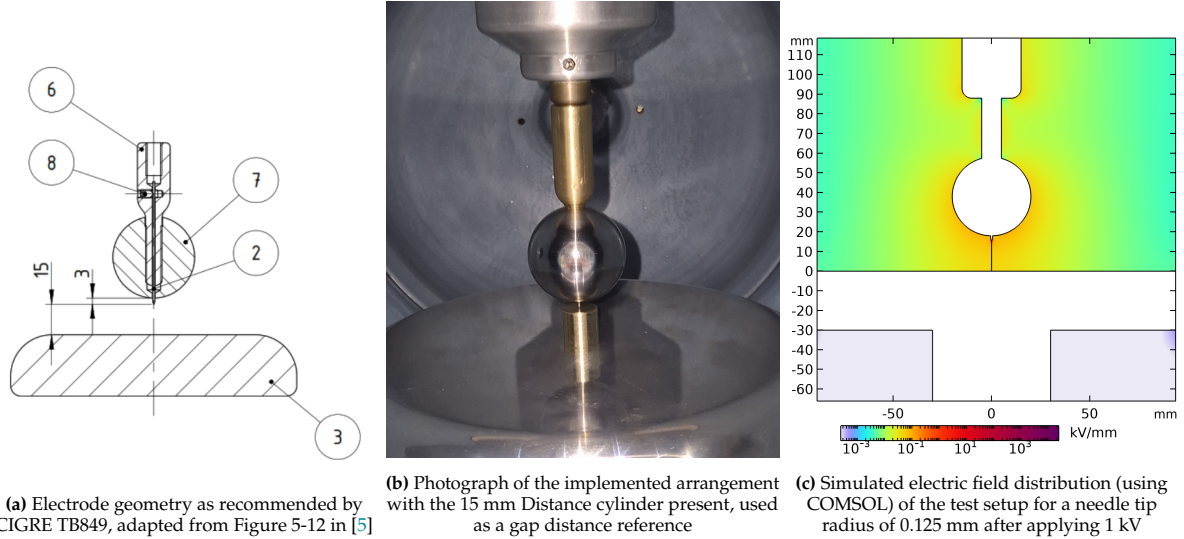 6
8
7
2
15
3
3
mm
110
100
90
80
70
60
50
40
30
20
10
0
-10
-20
-30
-40
-50
-60
-50 0 50 mm
10⁻³ 10⁻¹ 10¹ 10³ kV/mm
(a) Electrode geometry as recommended by
CIGRE TB849, adapted from Figure 5-12 in [5]
(b) Photograph of the implemented arrangement
with the 15 mm Distance cylinder present, used
as a gap distance reference
(c) Simulated electric field distribution (using
COMSOL) of the test setup for a needle tip
radius of 0.125 mm after applying 1 kV